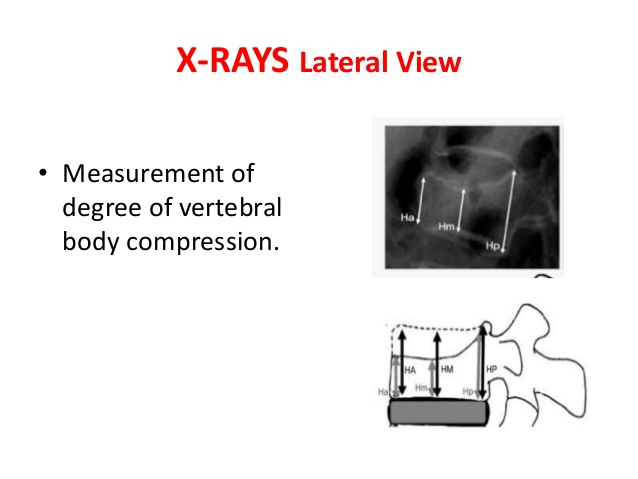 X-RAYS Lateral View
• Measurement of
degree of vertebral
body compression.
Ha
Hm
Hp
HA
HM
HP
Ha
Hm
Hp